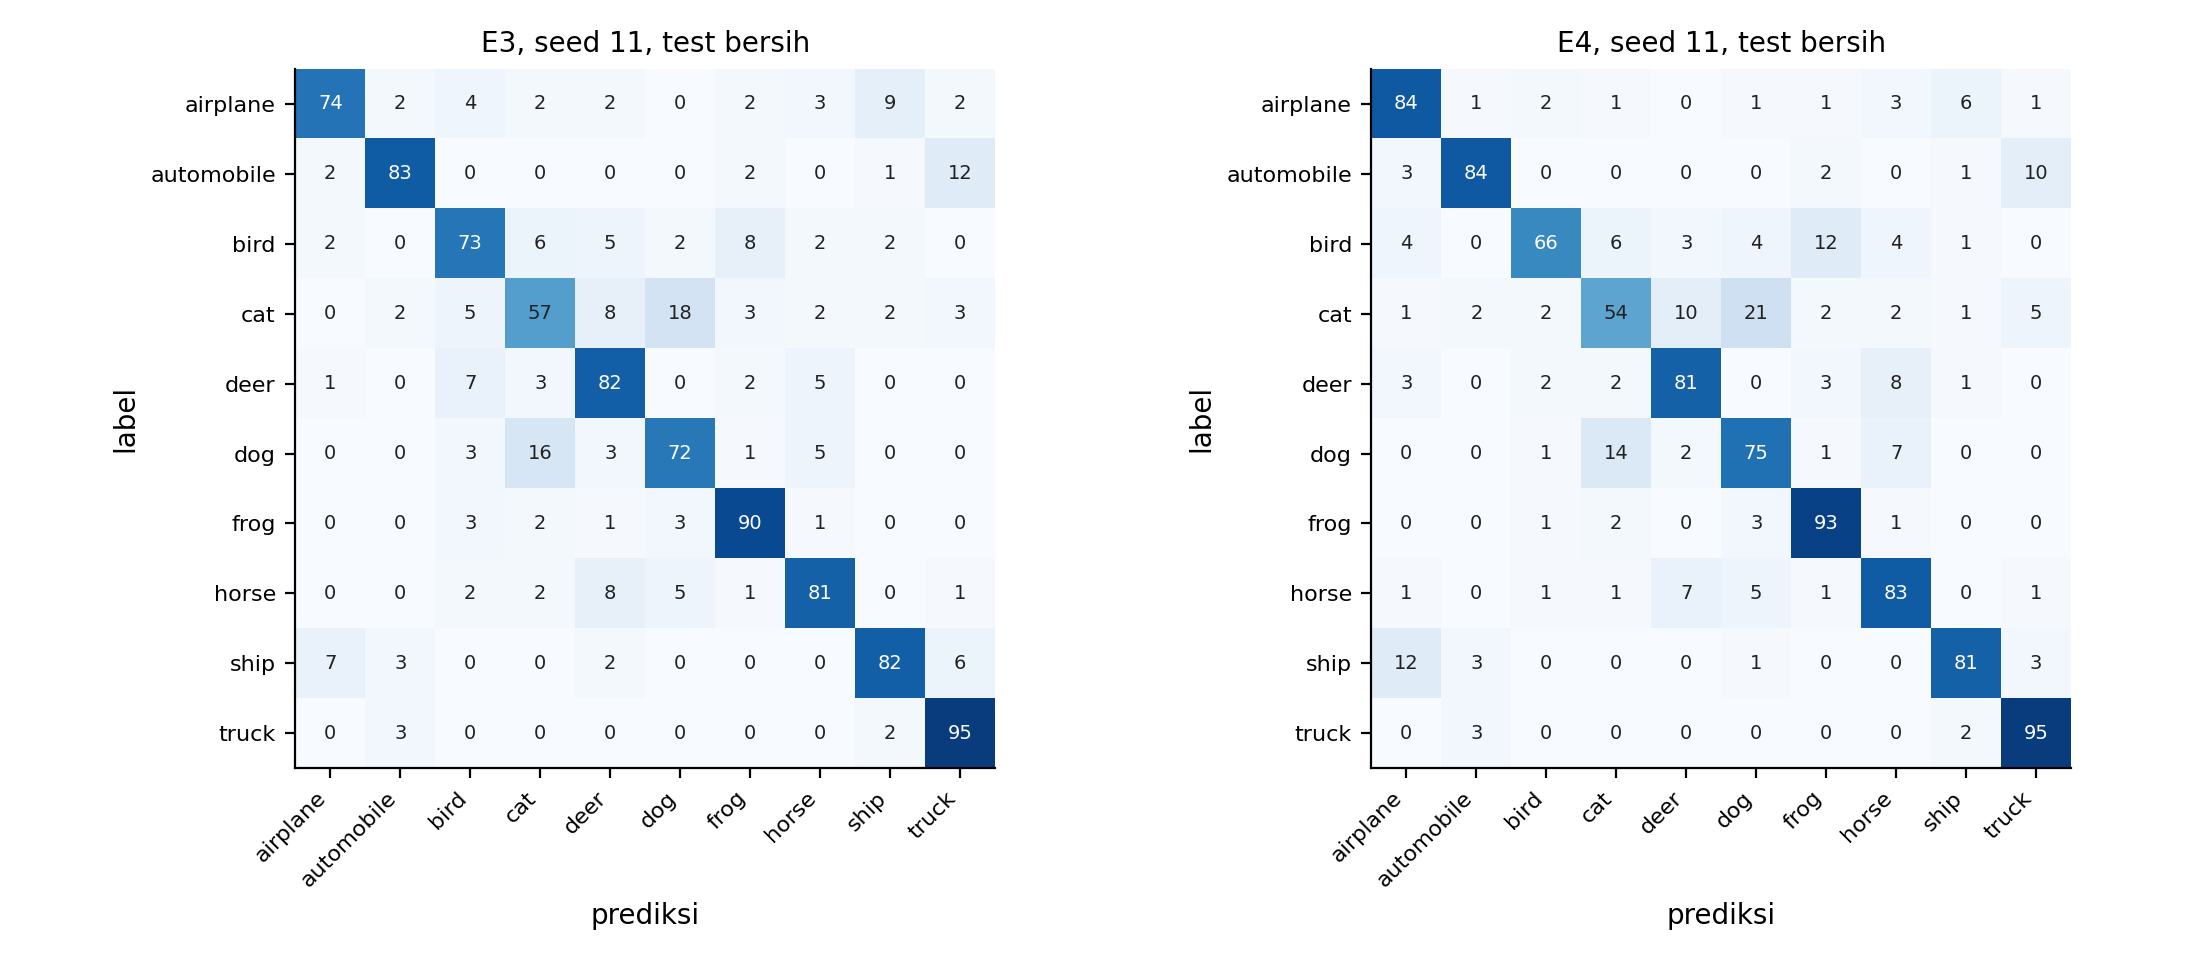 E3, seed 11, test bersih
label
airplane 74 2 4 2 2 0 2 3 9 2
automobile 2 83 0 0 0 0 2 0 1 12
bird 2 0 73 6 5 2 8 2 2 0
cat 0 2 5 57 8 18 3 2 2 3
deer 1 0 7 3 82 0 2 5 0 0
dog 0 0 3 16 3 72 1 5 0 0
frog 0 0 3 2 1 3 90 1 0 0
horse 0 0 2 2 8 5 1 81 0 1
ship 7 3 0 0 2 0 0 0 82 6
truck 0 3 0 0 0 0 0 0 2 95
airplane automobile bird cat deer dog frog horse ship truck
prediksi
E4, seed 11, test bersih
label
airplane 84 1 2 1 0 1 1 3 6 1
automobile 3 84 0 0 0 0 2 0 1 10
bird 4 0 66 6 3 4 12 4 1 0
cat 1 2 2 54 10 21 2 2 1 5
deer 3 0 2 2 81 0 3 8 1 0
dog 0 0 1 14 2 75 1 7 0 0
frog 0 0 1 2 0 3 93 1 0 0
horse 1 0 1 1 7 5 1 83 0 1
ship 12 3 0 0 0 1 0 0 81 3
truck 0 3 0 0 0 0 0 0 2 95
airplane automobile bird cat deer dog frog horse ship truck
prediksi